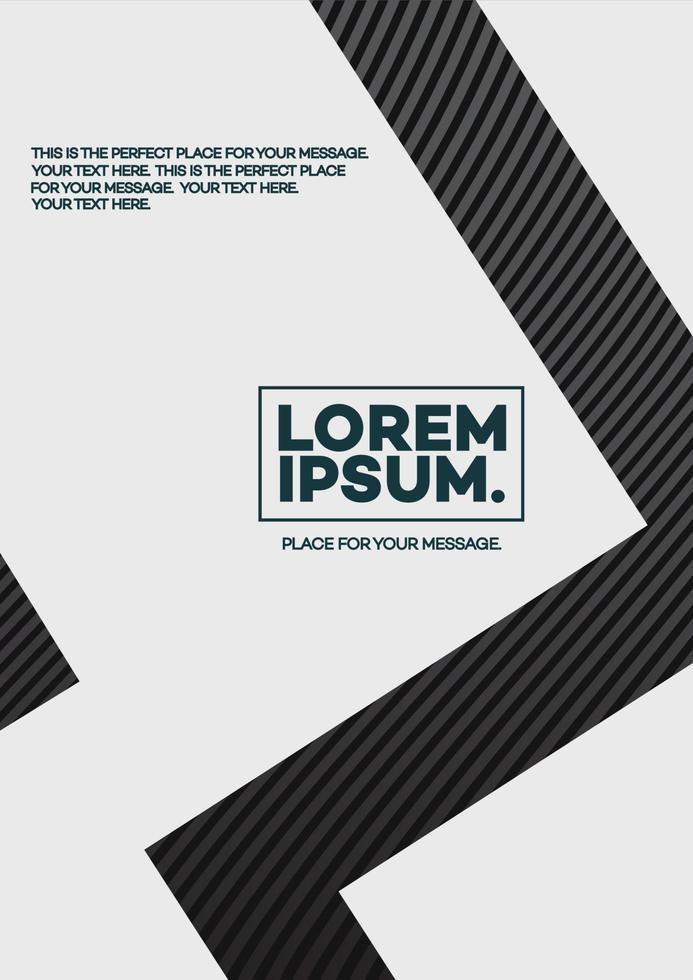 THIS IS THE PERFECT PLACE FOR YOUR MESSAGE.
YOUR TEXT HERE. THIS IS THE PERFECT PLACE
FOR YOUR MESSAGE. YOUR TEXT HERE.
YOUR TEXT HERE.
LOREM
IPSUM.
PLACE FOR YOUR MESSAGE.